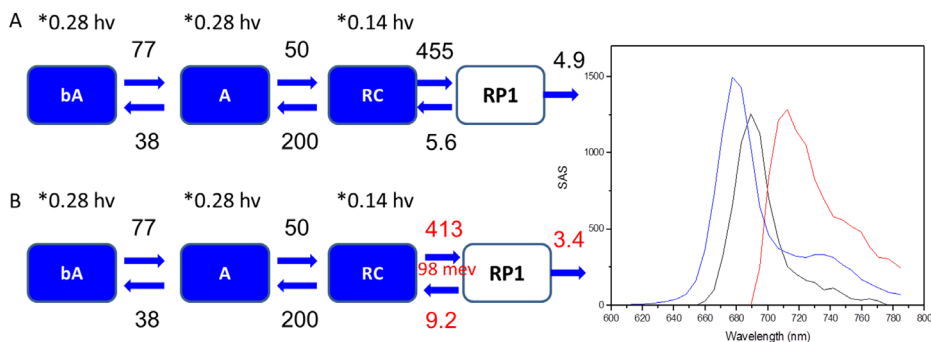 A *0.28 hv *0.28 hv *0.14 hv
77 50 455 4.9
bA A RC RP1
38 200 5.6
B *0.28 hv *0.28 hv *0.14 hv
77 50 413 3.4
bA A RC 98 mev RP1
38 200 9.2
1500
1000
500
0
SAS
600 620 640 660 680 700 720 740 760 780 800
Wavelength (nm)